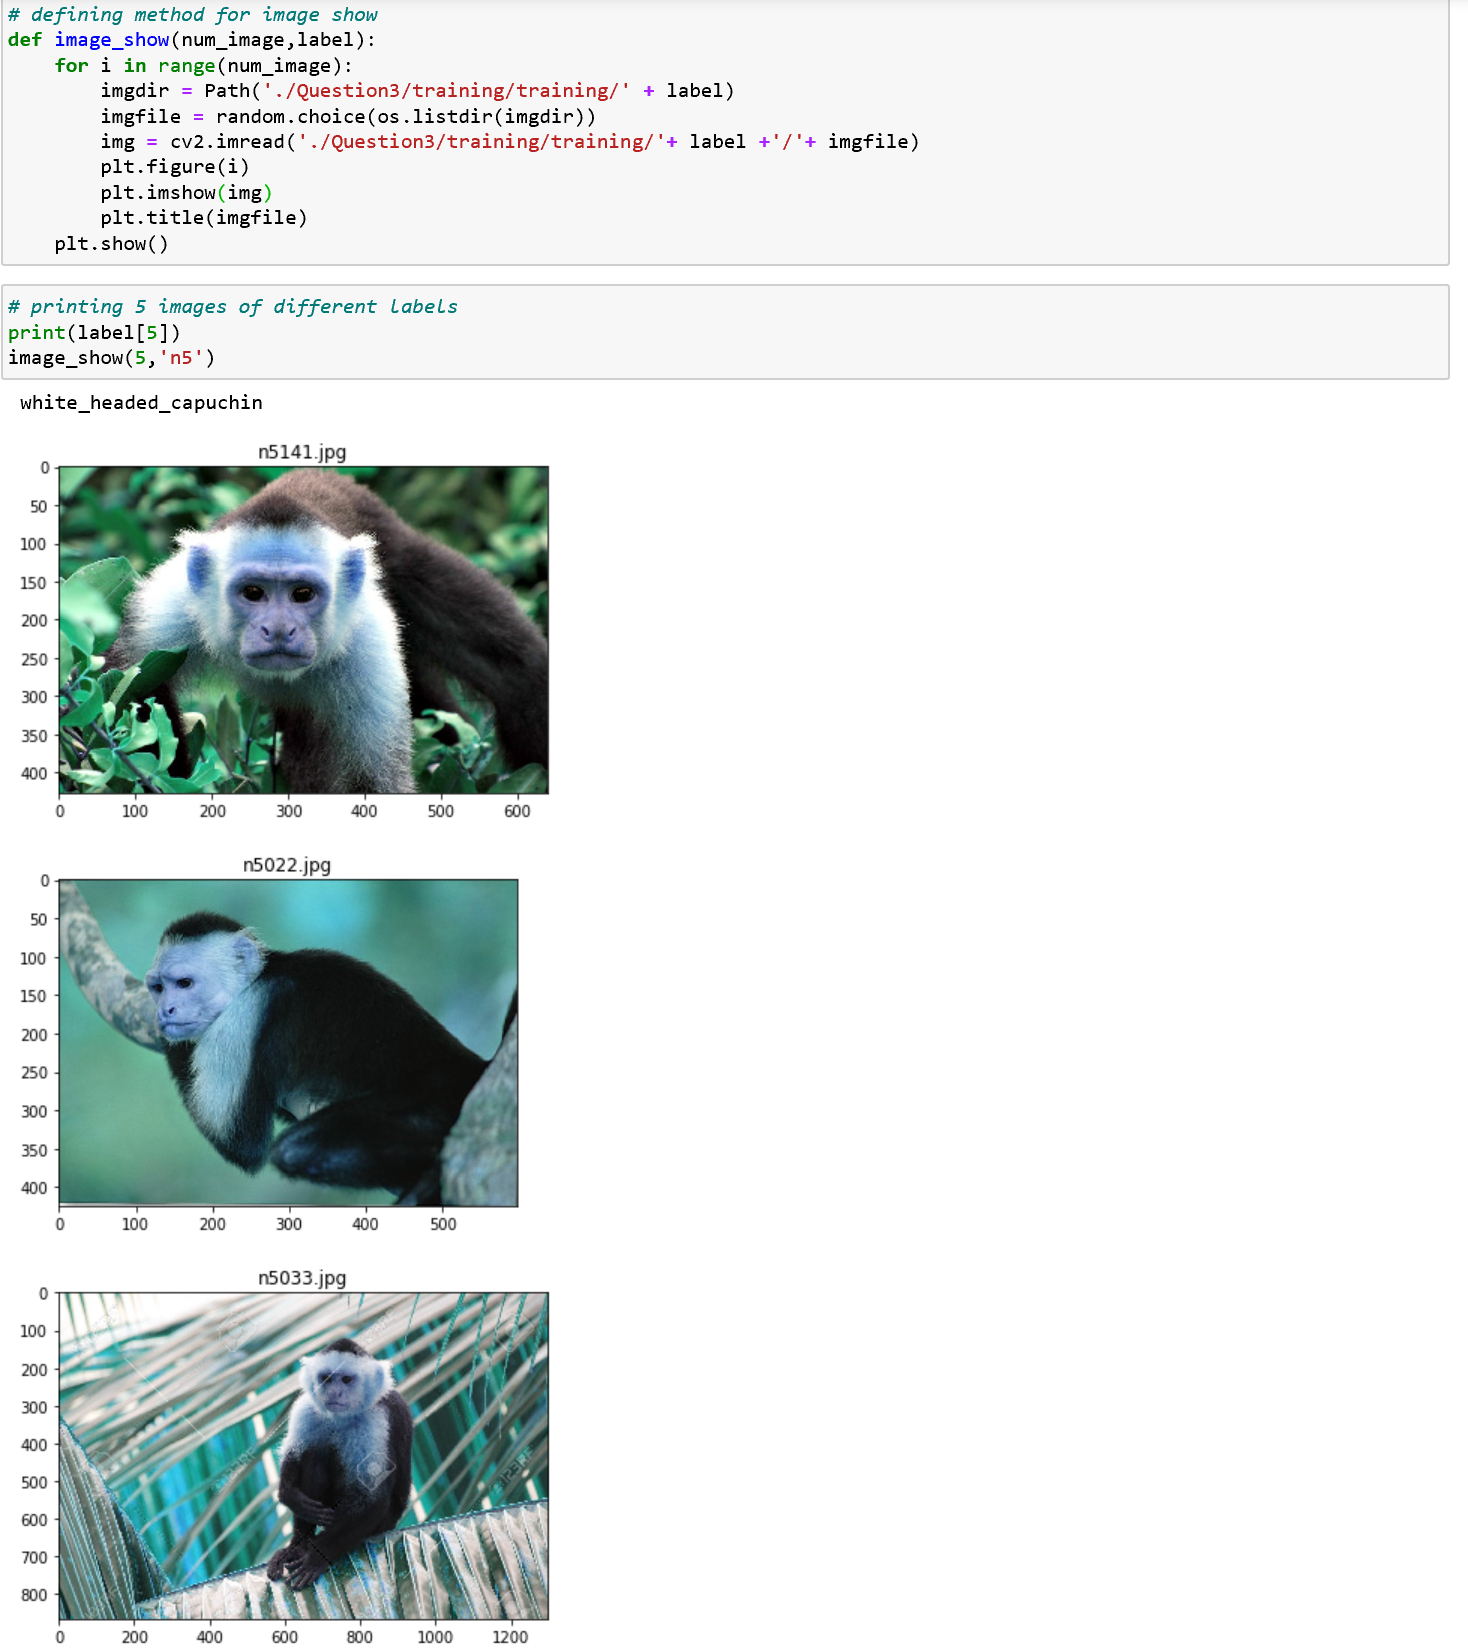 # defining method for image show
def image_show(num_image,label):
    for i in range(num_image):
        imgdir = Path('./Question3/training/training/' + label)
        imgfile = random.choice(os.listdir(imgdir))
        img = cv2.imread('./Question3/training/training/'+ label +'/'+ imgfile)
        plt.figure(i)
        plt.imshow(img)
        plt.title(imgfile)
    plt.show()
# printing 5 images of different labels
print(label[5])
image_show(5,'n5')
white_headed_capuchin
n5141.jpg
0
50
100
150
200
250
300
350
400
0 100 200 300 400 500 600
n5022.jpg
0
50
100
150
200
250
300
350
400
0 100 200 300 400 500
n5033.jpg
0
100
200
300
400
500
600
700
800
0 200 400 600 800 1000 1200